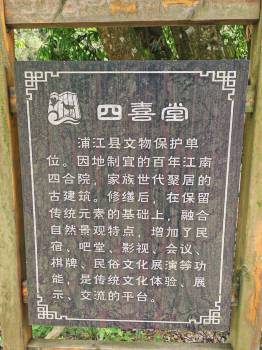 四喜堂
浦江县文物保护单
位。因地制宜的百年江南
四合院，家族世代聚居的
古建筑。修缮后，在保留
传统元素的基础上，融合
自然景观特点，增加了民
宿、吧堂、影视、会议、
棋牌、民俗文化展演等功
能，是传统文化体验、展
示、交流的平台。